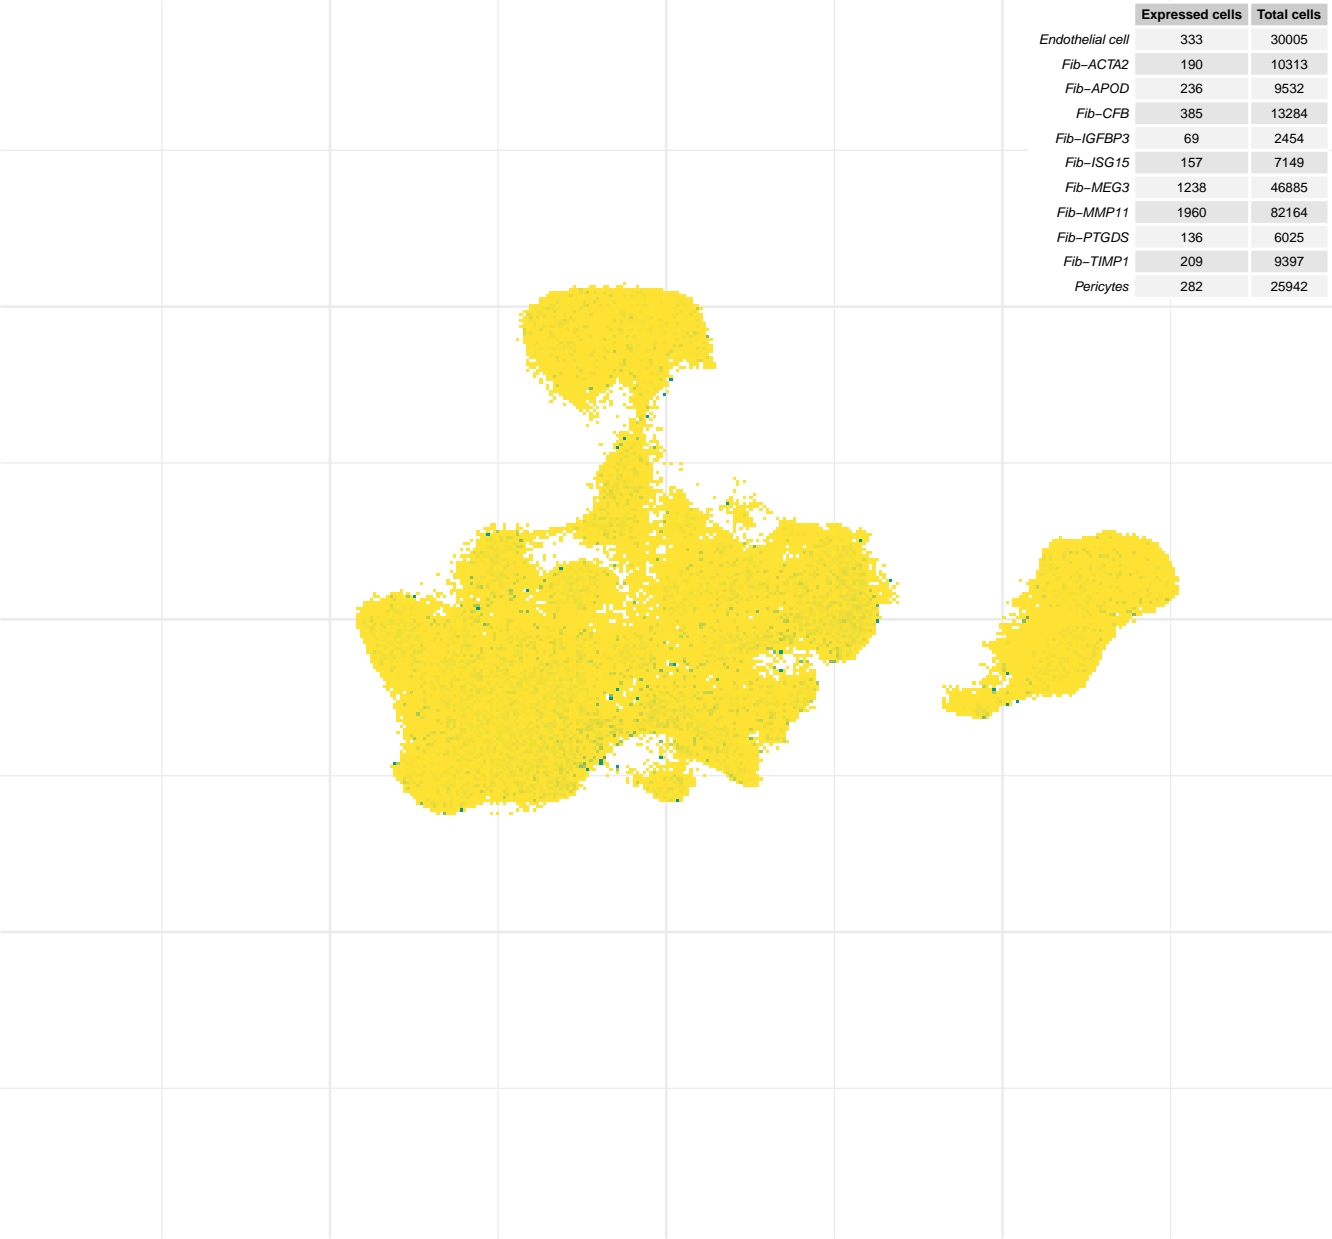 Expressed cells Total cells
Endothelial cell 333 30005
Fib−ACTA2 190 10313
Fib−APOD 236 9532
Fib−CFB 385 13284
Fib−IGFBP3 69 2454
Fib−ISG15 157 7149
Fib−MEG3 1238 46885
Fib−MMP11 1960 82164
Fib−PTGDS 136 6025
Fib−TIMP1 209 9397
Pericytes 282 25942